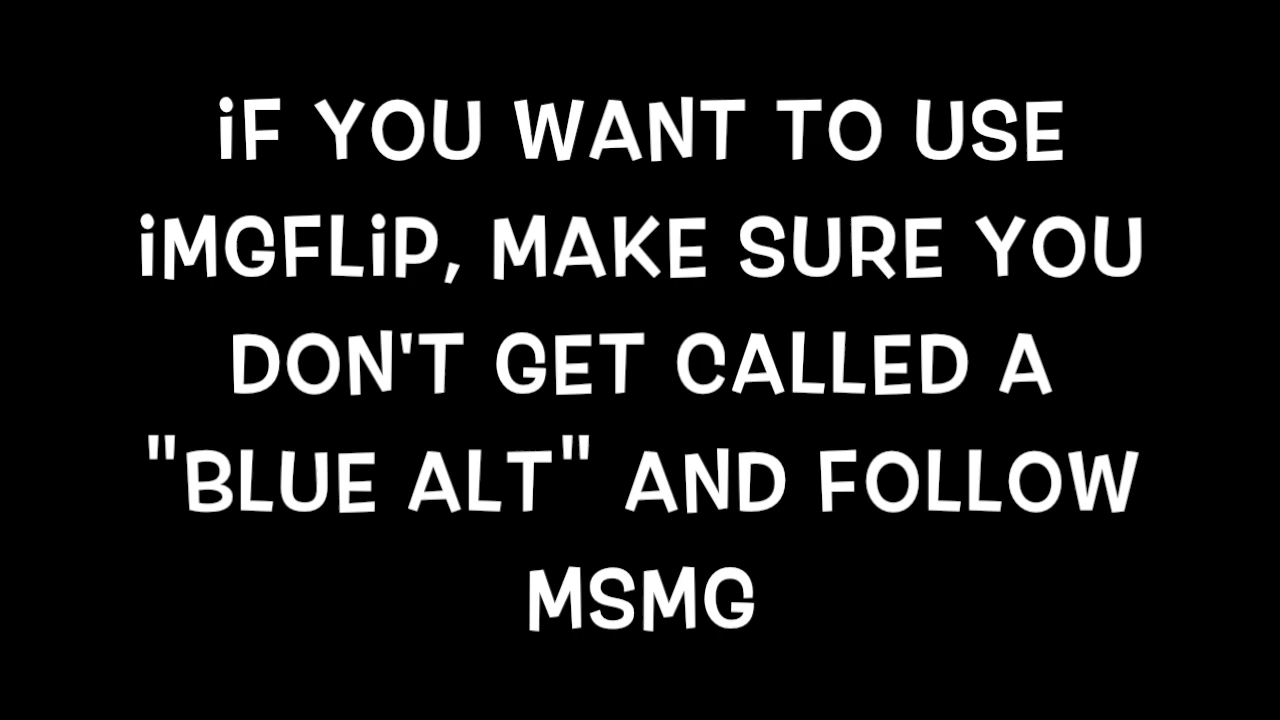 iF YOU WANT TO USE
iMGFLiP, MAKE SURE YOU
DON'T GET CALLED A
"BLUE ALT" AND FOLLOW
MSMG